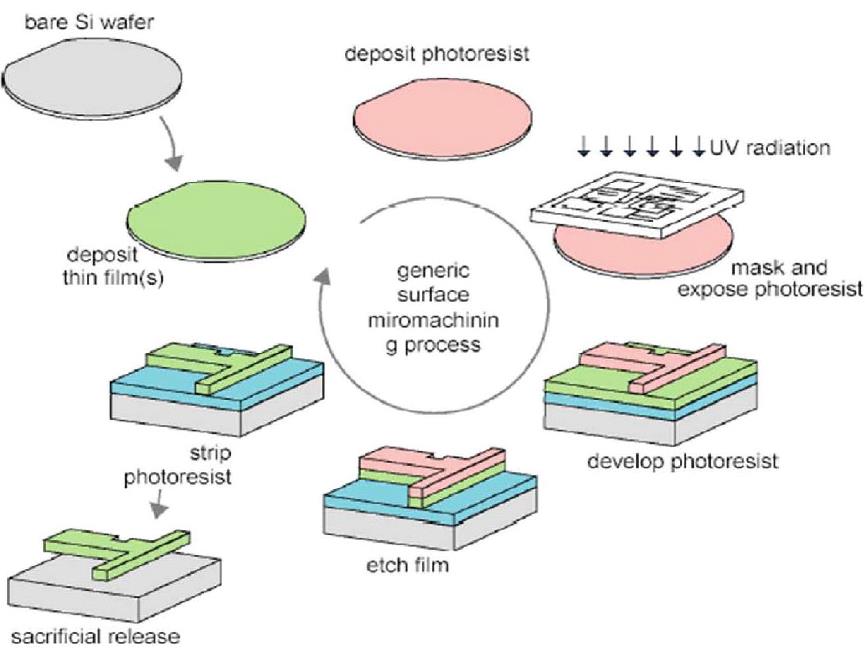 bare Si wafer
deposit photoresist
UV radiation
mask and
expose photoresist
deposit
thin film(s)
generic
surface
miromachinin
g process
develop photoresist
strip
photoresist
etch film
sacrificial release